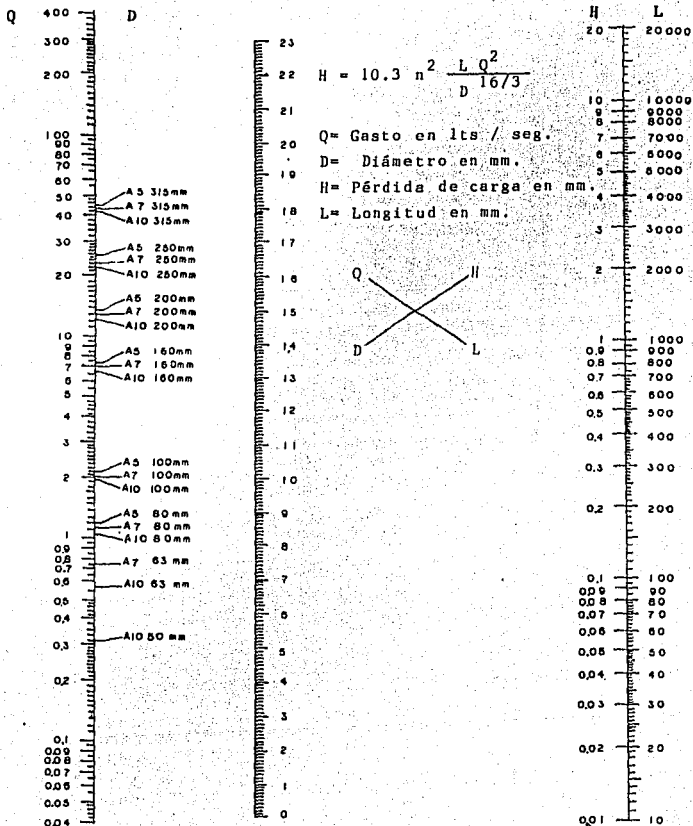 Q 400 D
300
200
100
90
80
70
60
50
40
30
20
10
9
8
7
6
5
4
3
2
1
0.9
0.8
0.7
0.6
0.5
0.4
0.3
0.2
0.1
0.09
0.08
0.07
0.06
0.05
0.04
A5 315mm
A7 315mm
A10 315mm
A5 250mm
A7 250mm
A10 250mm
A5 200mm
A7 200mm
A10 200mm
A5 160mm
A7 160mm
A10 160mm
A5 100mm
A7 100mm
A10 100mm
A5 80mm
A7 80mm
A10 80mm
A7 63 mm
A10 63 mm
A10 50 mm
23
22
21
20
19
18
17
16
15
14
13
12
11
10
9
8
7
6
5
4
3
2
1
0
H = 10.3 n² L Q² / D 16/3
Q= Gasto en lts / seg.
D= Diámetro en mm.
H= Pérdida de carga en mm.
L= Longitud en mm.
Q H
D L
H L
20 20000
10 10000
9 9000
8 8000
7 7000
6 6000
5 5000
4 4000
3 3000
2 2000
1 1000
0.9 900
0.8 800
0.7 700
0.6 600
0.5 500
0.4 400
0.3 300
0.2 200
0.1 100
0.09 90
0.08 80
0.07 70
0.06 60
0.05 50
0.04 40
0.03 30
0.02 20
0.01 10